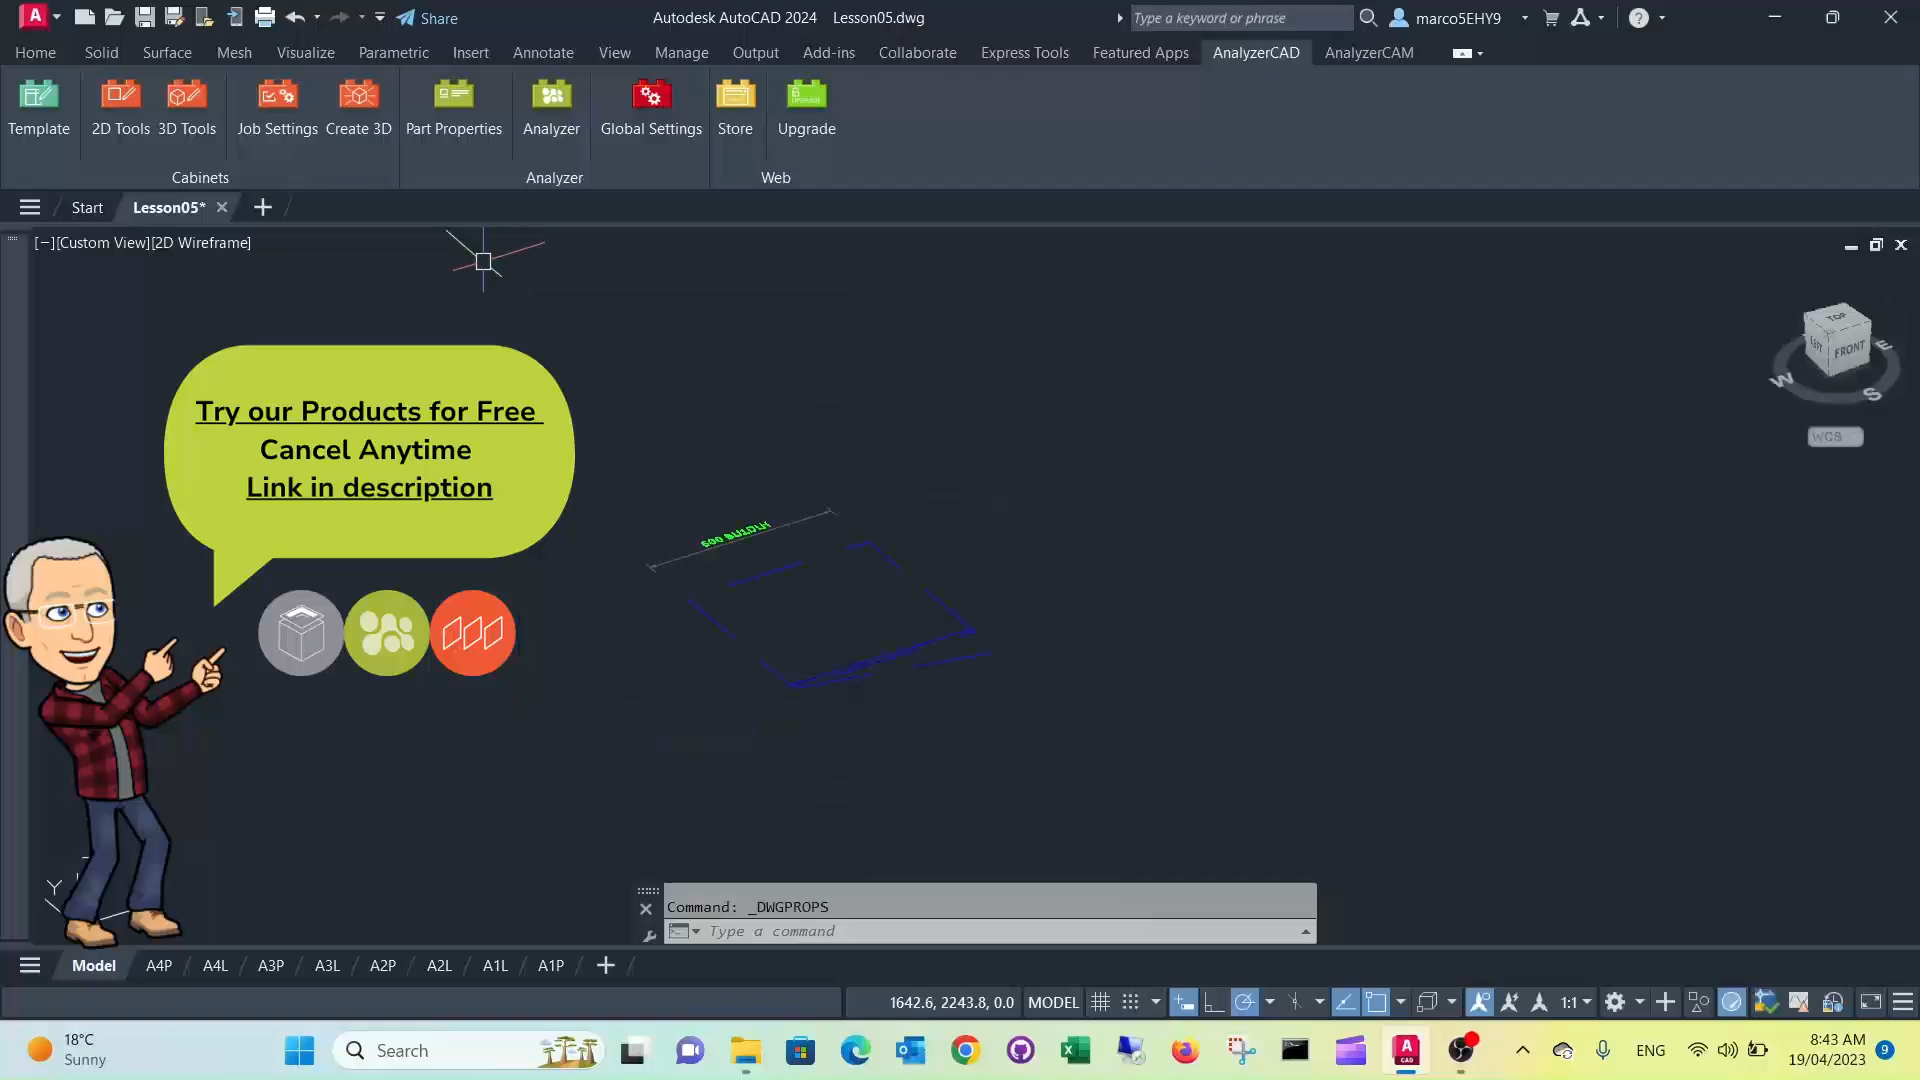 A
Share
Autodesk AutoCAD 2024 Lesson05.dwg
Type a keyword or phrase
marco5EHY9
?
Home Solid Surface Mesh Visualize Parametric Insert Annotate View Manage Output Add-ins Collaborate Express Tools Featured Apps AnalyzerCAD AnalyzerCAM
Template 2D Tools 3D Tools Job Settings Create 3D Part Properties Analyzer Global Settings Store Upgrade
Cabinets Analyzer Web
Start Lesson05*
[−][Custom View][2D Wireframe]
TOP
LEFT FRONT
W E S
WCS
Try our Products for Free
Cancel Anytime
Link in description
Y
Command: _DWGPROPS
Type a command
Model A4P A4L A3P A3L A2P A2L A1L A1P
1642.6, 2243.8, 0.0 MODEL 1:1
18°C
Sunny
Search
ENG
8:43 AM
19/04/2023
9